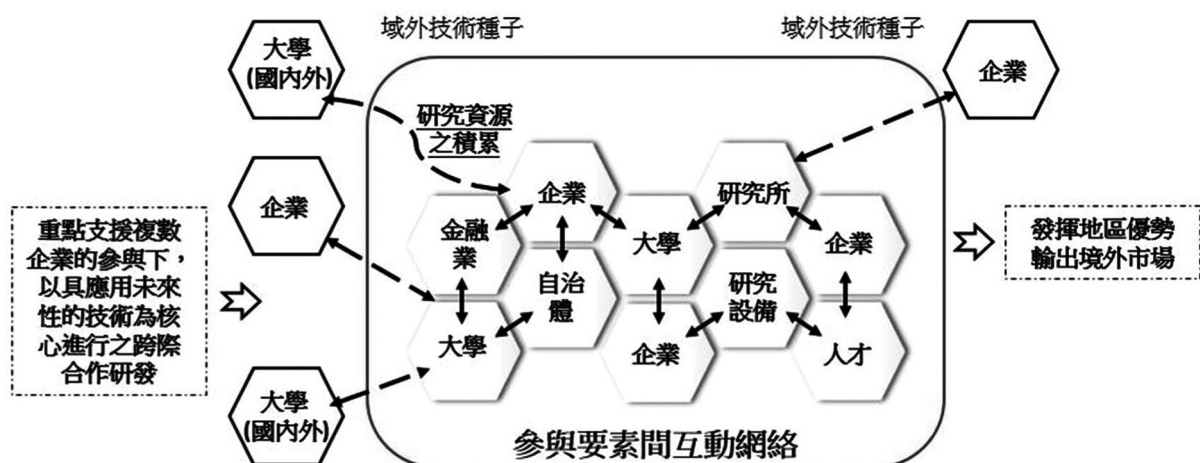 域外技術種子
域外技術種子
大學
(國內外)
企業
大學
(國內外)
企業
研究資源
之積累
重點支援複數
企業的參與下，
以具應用未來
性的技術為核
心進行之跨際
合作研發
金融
業
企業
大學
研究所
企業
大學
自治
體
企業
研究
設備
人才
發揮地區優勢
輸出境外市場
參與要素間互動網絡